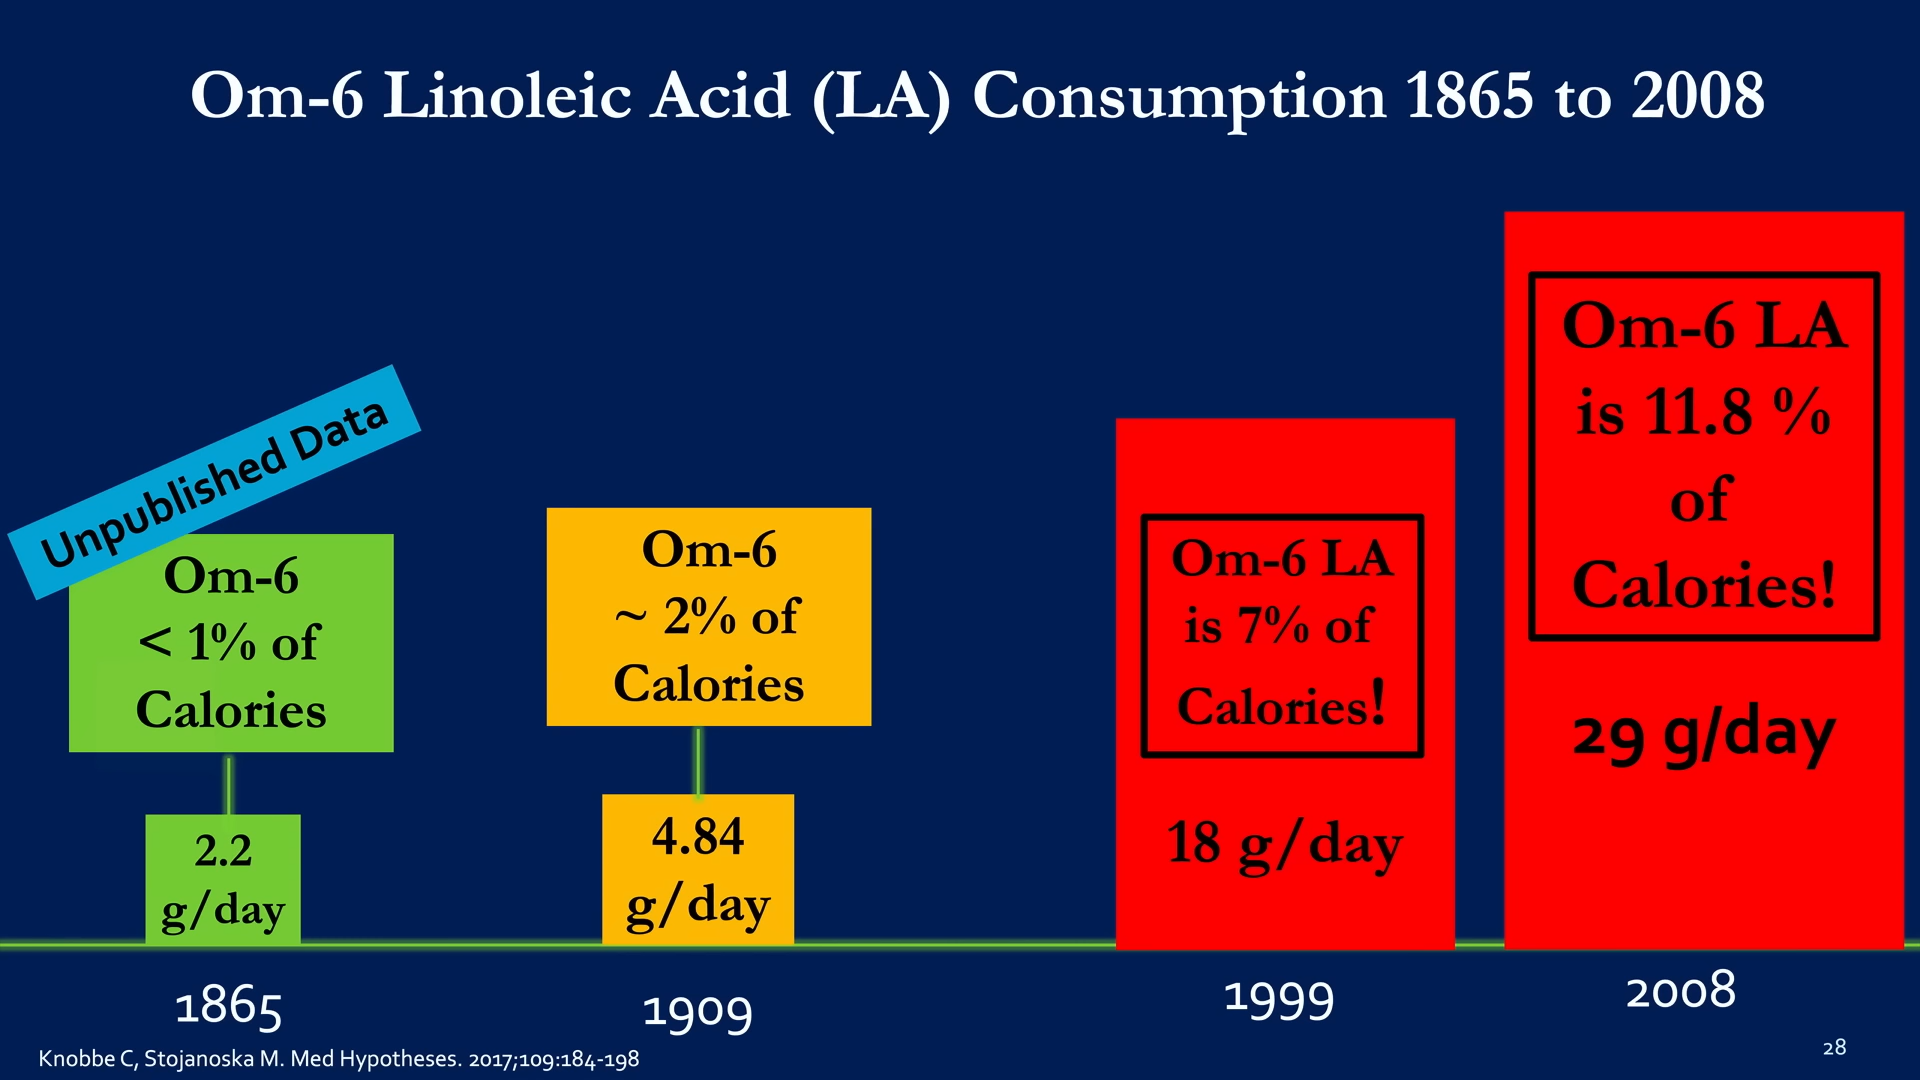 Om-6 Linoleic Acid (LA) Consumption 1865 to 2008
Unpublished Data
Om-6
< 1% of
Calories
2.2
g/day
1865
Om-6
~ 2% of
Calories
4.84
g/day
1909
Om-6 LA
is 7% of
Calories!
18 g/day
1999
Om-6 LA
is 11.8 %
of
Calories!
29 g/day
2008
Knobbe C, Stojanoska M. Med Hypotheses. 2017;109:184-198
28